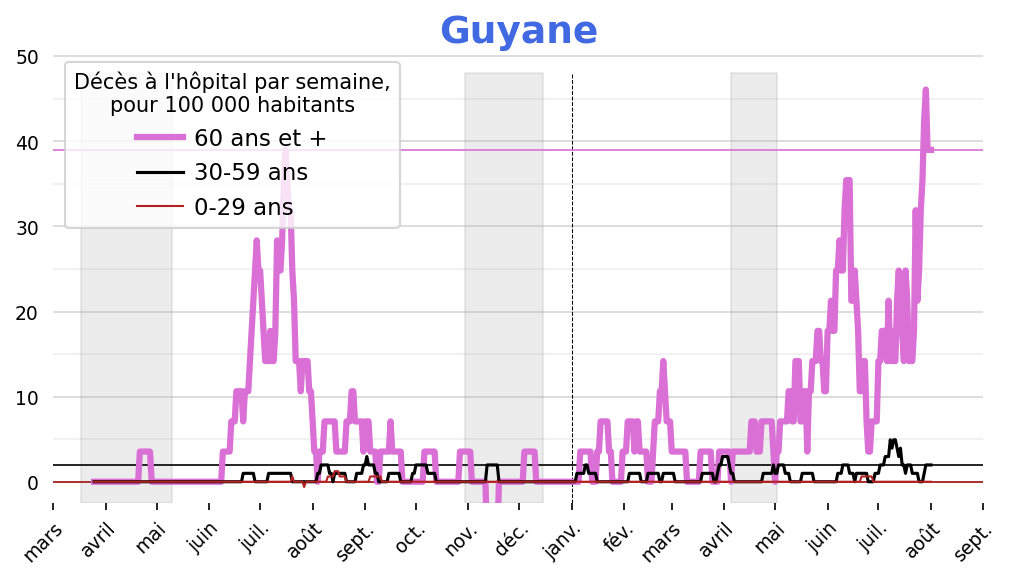 Guyane
Décès à l'hôpital par semaine,
pour 100 000 habitants
60 ans et +
30-59 ans
0-29 ans
50
40
30
20
10
0
mars avril mai juin juil. août sept. oct. nov. déc. janv. fév. mars avril mai juin juil. août sept.